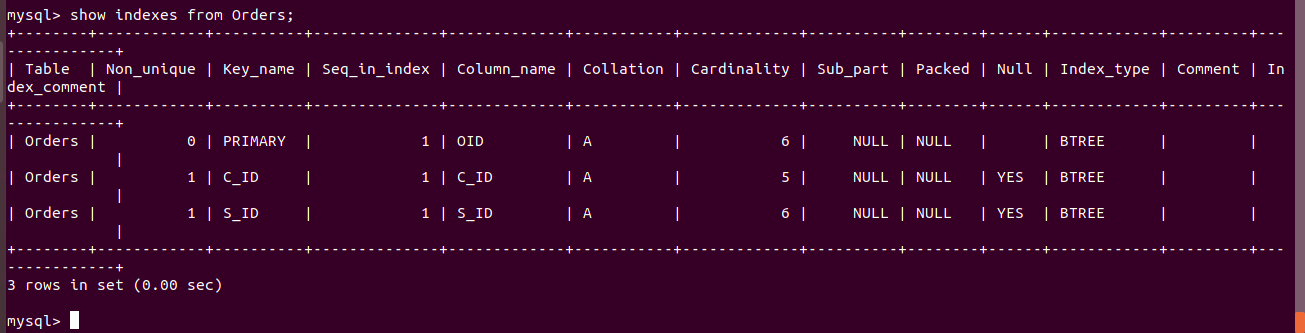 mysql> show indexes from Orders;
+--------+------------+----------+--------------+-------------+-----------+-------------+----------+--------+------+------------+---------+---
------------+
| Table  | Non_unique | Key_name | Seq_in_index | Column_name | Collation | Cardinality | Sub_part | Packed | Null | Index_type | Comment | In
dex_comment |
+--------+------------+----------+--------------+-------------+-----------+-------------+----------+--------+------+------------+---------+---
------------+
| Orders |          0 | PRIMARY  |            1 | OID         | A         |           6 |     NULL | NULL   |      | BTREE      |         |
            |
| Orders |          1 | C_ID     |            1 | C_ID        | A         |           5 |     NULL | NULL   | YES  | BTREE      |         |
            |
| Orders |          1 | S_ID     |            1 | S_ID        | A         |           6 |     NULL | NULL   | YES  | BTREE      |         |
            |
+--------+------------+----------+--------------+-------------+-----------+-------------+----------+--------+------+------------+---------+---
------------+
3 rows in set (0.00 sec)
mysql>